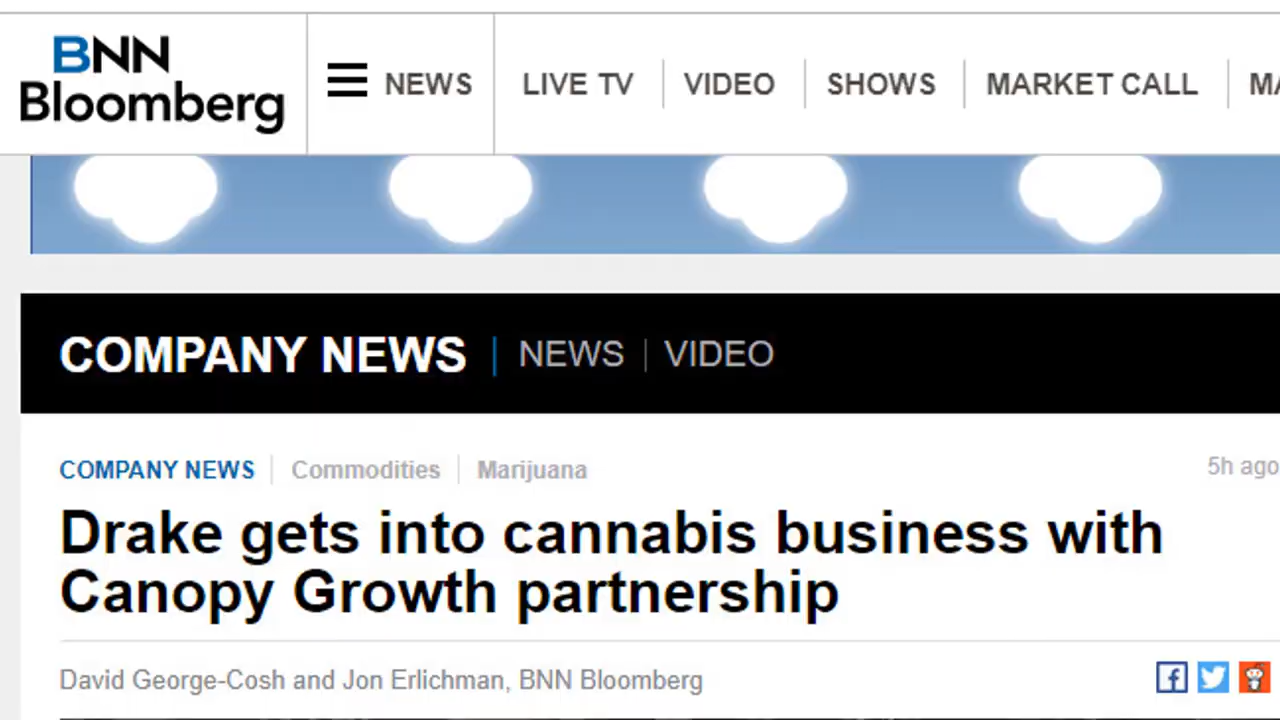 BNN
Bloomberg
NEWS
LIVE TV
VIDEO
SHOWS
MARKET CALL
COMPANY NEWS
NEWS
VIDEO
COMPANY NEWS
Commodities
Marijuana
5h ago
Drake gets into cannabis business with
Canopy Growth partnership
David George-Cosh and Jon Erlichman, BNN Bloomberg